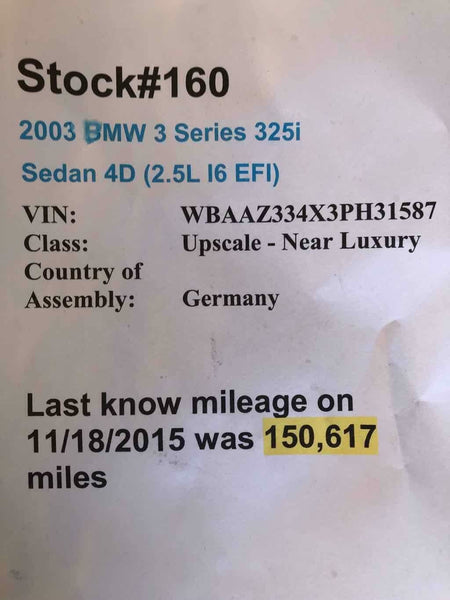 Stock#160
2003 BMW 3 Series 325i
Sedan 4D (2.5L I6 EFI)
VIN: WBAAZ334X3PH31587
Class: Upscale - Near Luxury
Country of
Assembly: Germany
Last know mileage on
11/18/2015 was 150,617
miles